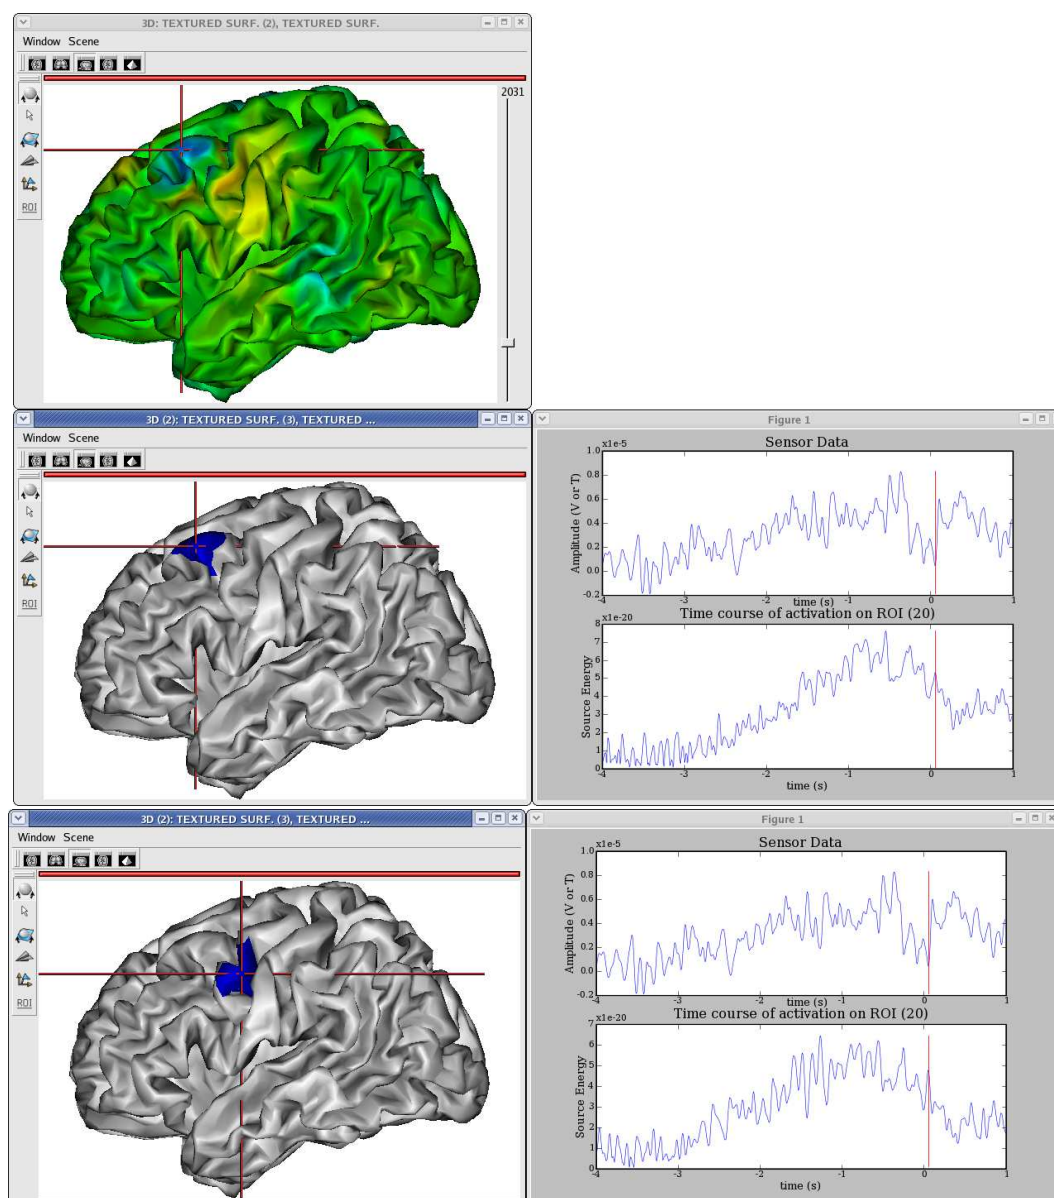 3D: TEXTURED SURF. (2), TEXTURED SURF.
Window Scene
2031
ROI
3D (2): TEXTURED SURF. (3), TEXTURED ...
Window Scene
ROI
Figure 1
Sensor Data
x1e-5
1.0
0.8
0.6
0.4
0.2
0.0
-0.2
Amplitude (V or T)
-4 -3 -2 -1 0 1
time (s)
Time course of activation on ROI (20)
x1e-20
8
7
6
5
4
3
2
1
0
Source Energy
-4 -3 -2 -1 0 1
time (s)
3D (2): TEXTURED SURF. (3), TEXTURED ...
Window Scene
ROI
Figure 1
Sensor Data
x1e-5
1.0
0.8
0.6
0.4
0.2
0.0
-0.2
Amplitude (V or T)
-4 -3 -2 -1 0 1
time (s)
Time course of activation on ROI (20)
x1e-20
7
6
5
4
3
2
1
0
Source Energy
-4 -3 -2 -1 0 1
time (s)